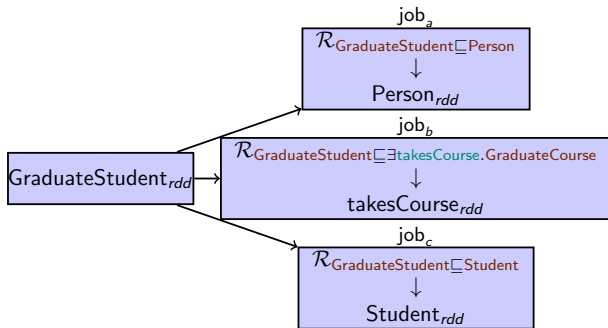 job_a
R_GraduateStudent⊑Person
↓
Person_rdd
job_b
R_GraduateStudent⊑∃takesCourse.GraduateCourse
↓
takesCourse_rdd
GraduateStudent_rdd
job_c
R_GraduateStudent⊑Student
↓
Student_rdd